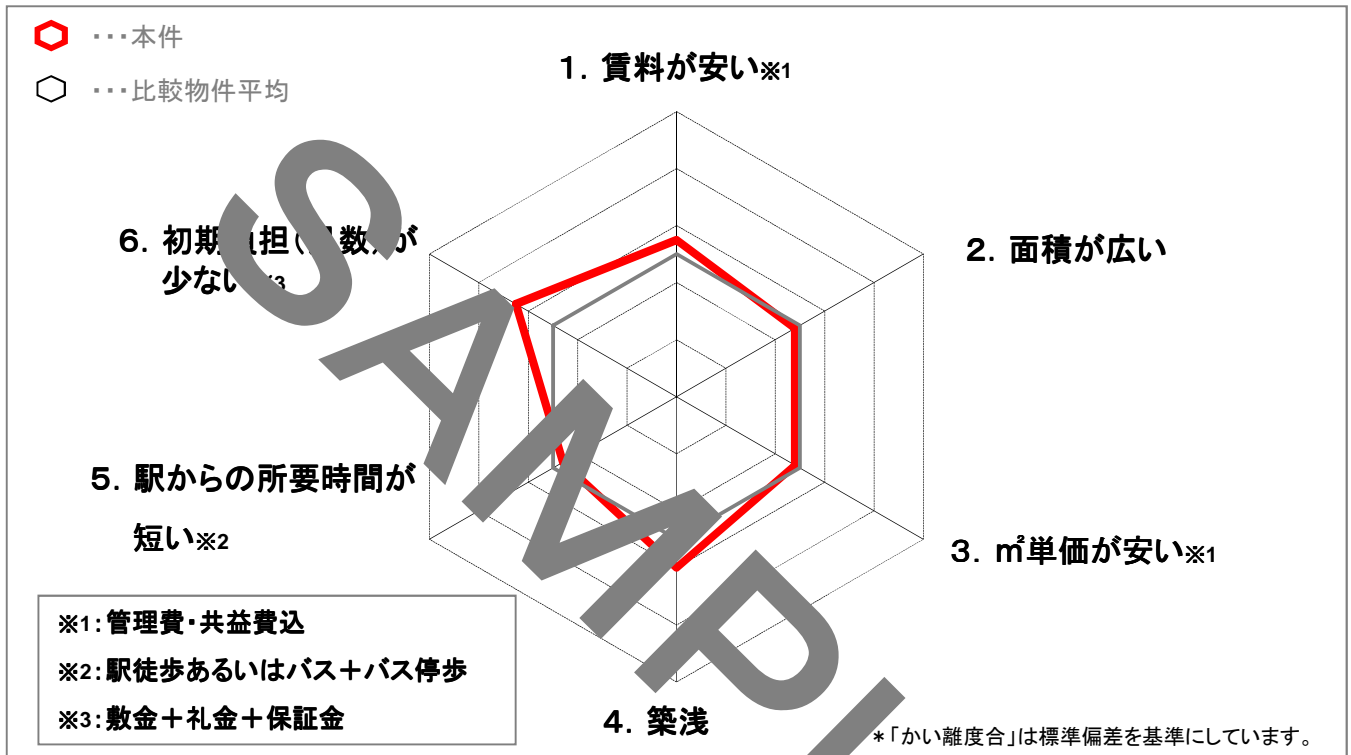 ･･･本件
･･･比較物件平均
1. 賃料が安い※1
2. 面積が広い
3. ㎡単価が安い※1
4. 築浅
5. 駅からの所要時間が
短い※2
6. 初期担(数)が
少ない3
※1:管理費・共益費込
※2:駅徒歩あるいはバス＋バス停歩
※3:敷金＋礼金＋保証金
*「かい離度合」は標準偏差を基準にしています。
SAMPL